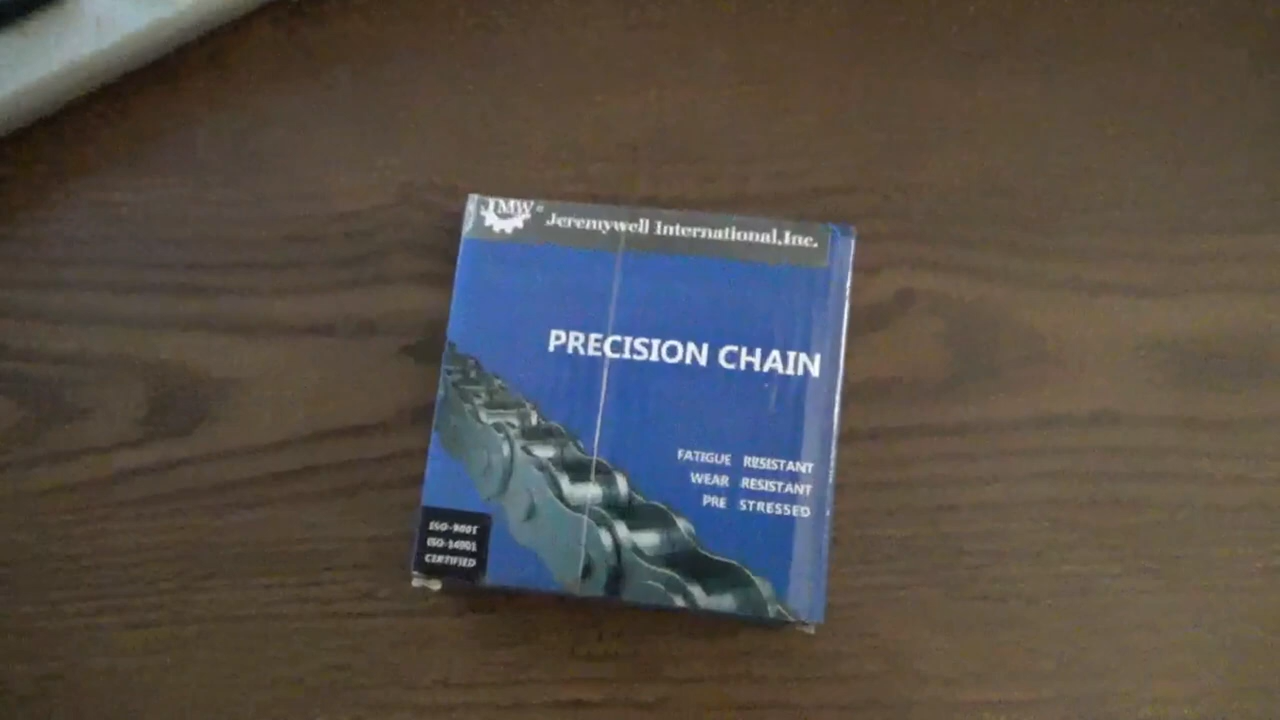 JMW® Jeremywell International,Inc.
PRECISION CHAIN
FATIGUE RESISTANT
WEAR RESISTANT
PRE STRESSED
ISO-9001
ISO-14001
CERTIFIED